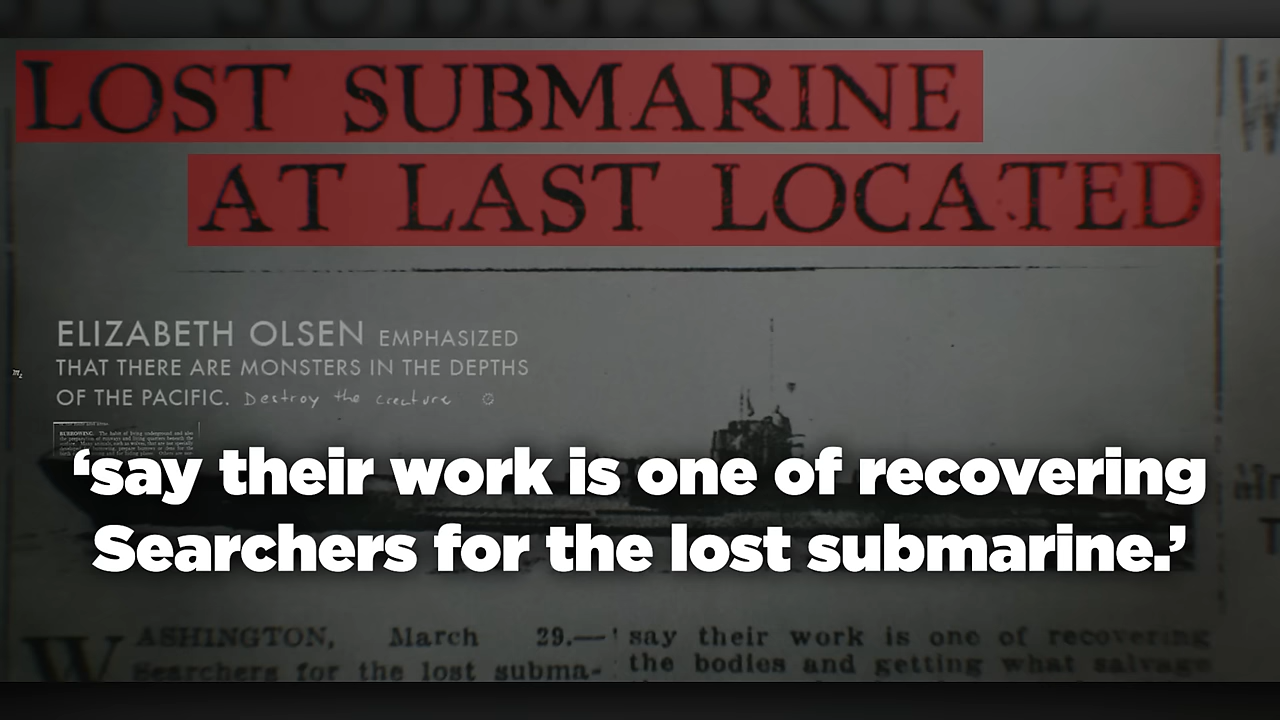 LOST SUBMARINE
AT LAST LOCATED
ELIZABETH OLSEN EMPHASIZED
THAT THERE ARE MONSTERS IN THE DEPTHS
OF THE PACIFIC. Destroy the creature
‘say their work is one of recovering
Searchers for the lost submarine.’
WASHINGTON, March 29.—
Searchers for the lost subma-
say their work is one of recovering
the bodies and getting what salvage